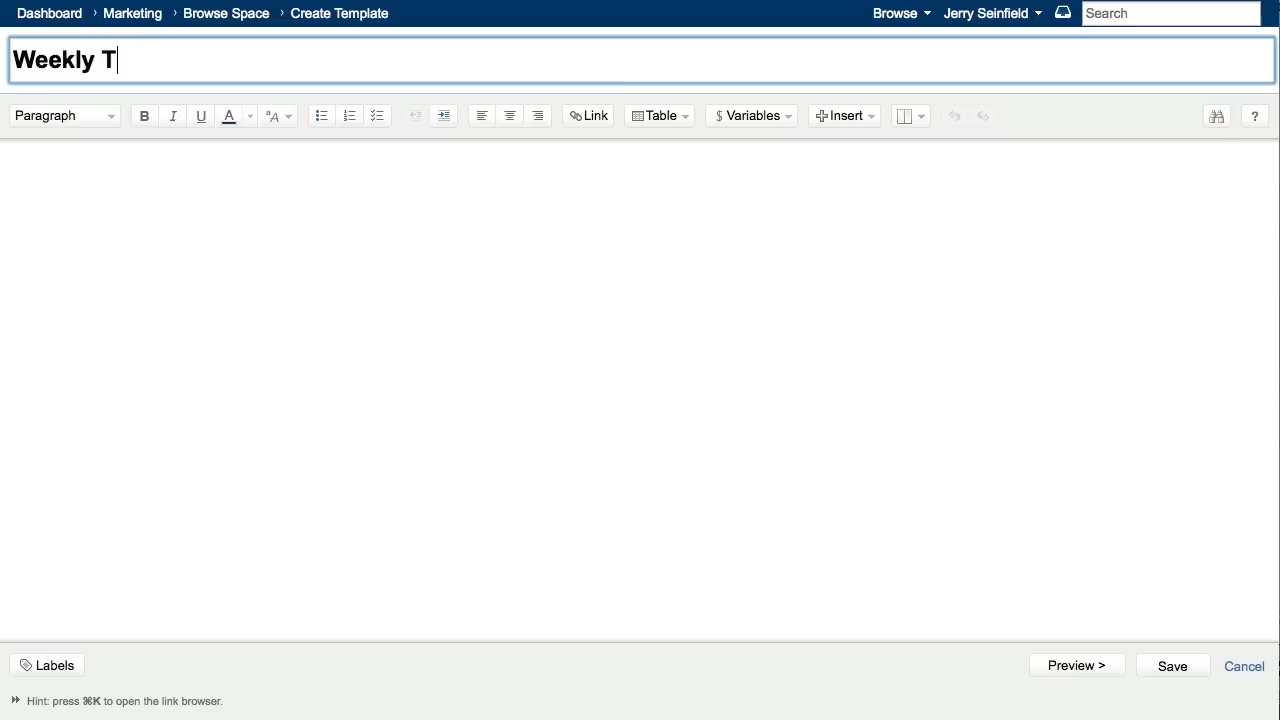 Dashboard › Marketing › Browse Space › Create Template Browse Jerry Seinfield Search
Weekly T
Paragraph B I U A ªA Link Table $ Variables Insert ?
Labels Preview > Save Cancel
Hint: press ⌘K to open the link browser.